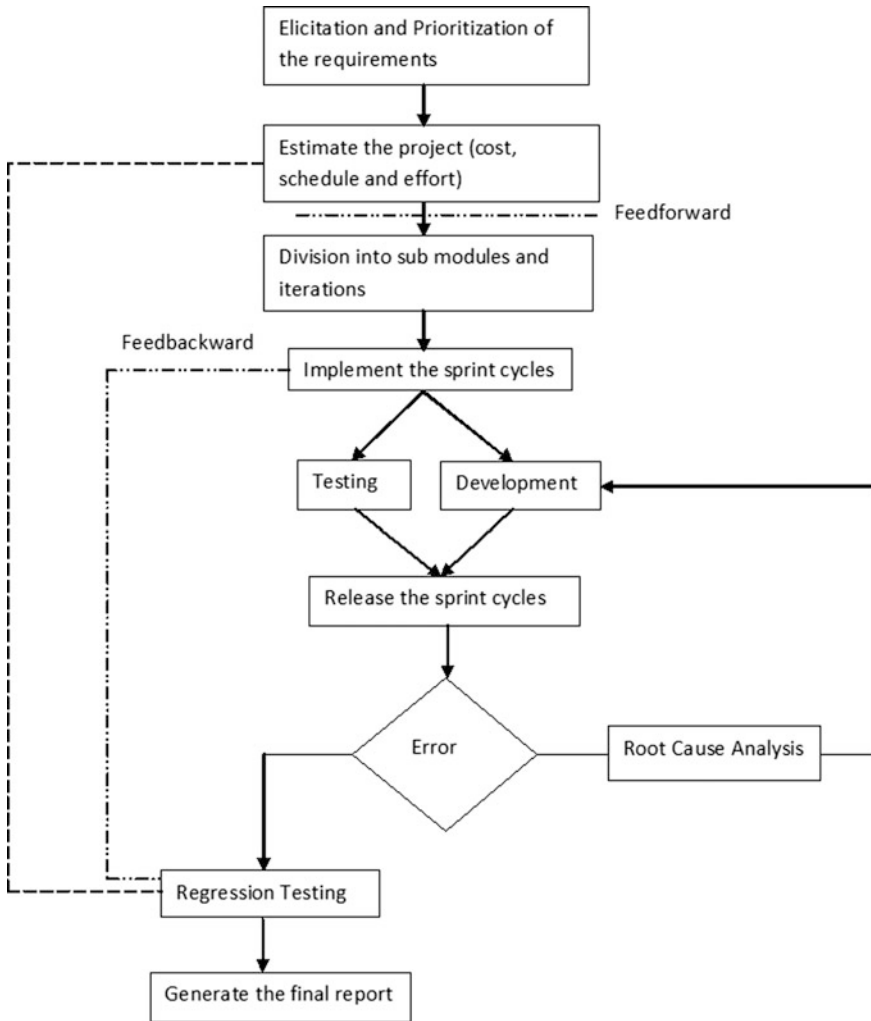 Elicitation and Prioritization of
the requirements
Estimate the project (cost,
schedule and effort)
Feedforward
Division into sub modules and
iterations
Feedbackward
Implement the sprint cycles
Testing
Development
Release the sprint cycles
Error
Root Cause Analysis
Regression Testing
Generate the final report